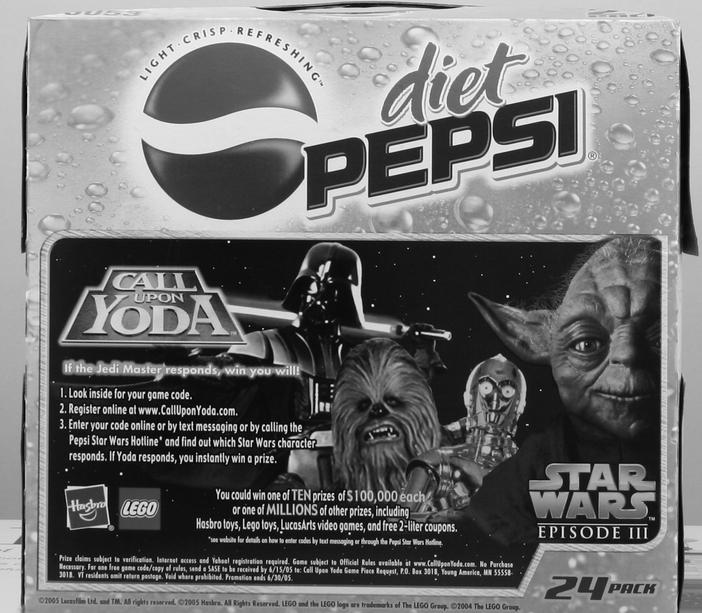 LIGHT·CRISP·REFRESHING™
diet
PEPSI®
CALL
UPON
YODA™
If the Jedi Master responds, win you will!
1. Look inside for your game code.
2. Register online at www.CallUponYoda.com.
3. Enter your code online or by text messaging or by calling the
Pepsi Star Wars Hotline* and find out which Star Wars character
responds. If Yoda responds, you instantly win a prize.
Hasbro
LEGO
You could win one of TEN prizes of $100,000 each
or one of MILLIONS of other prizes, including
Hasbro toys, Lego toys, LucasArts video games, and free 2-liter coupons.
*see website for details on how to enter codes by text messaging or through the Pepsi Star Wars Hotline.
STAR
WARS™
EPISODE III
Prize claims subject to verification. Internet access and Yahoo! registration required. Game subject to Official Rules available at www.CallUponYoda.com. No Purchase
Necessary. For one free game code/copy of rules, send a SASE to be received by 6/15/05 to: Call Upon Yoda Game Piece Request, P.O. Box 3018, Young America, MN 55558-
3018. VT residents omit return postage. Void where prohibited. Promotion ends 6/30/05.
24 PACK
©2005 Lucasfilm Ltd. and TM. All rights reserved. ©2005 Hasbro. All Rights Reserved. LEGO and the LEGO logo are trademarks of The LEGO Group. ©2004 The LEGO Group.